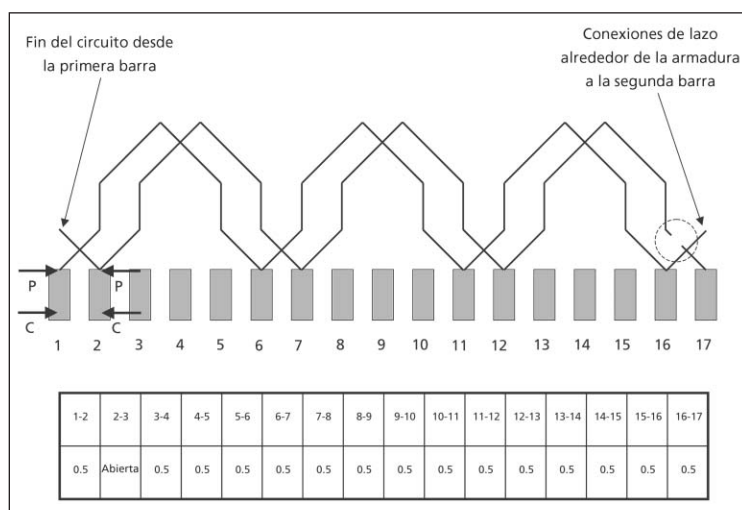 Fin del circuito desde
la primera barra
Conexiones de lazo
alrededor de la armadura
a la segunda barra
P P
C C
1 2 3 4 5 6 7 8 9 10 11 12 13 14 15 16 17
1-2 2-3 3-4 4-5 5-6 6-7 7-8 8-9 9-10 10-11 11-12 12-13 13-14 14-15 15-16 16-17
0.5 Abierta 0.5 0.5 0.5 0.5 0.5 0.5 0.5 0.5 0.5 0.5 0.5 0.5 0.5 0.5